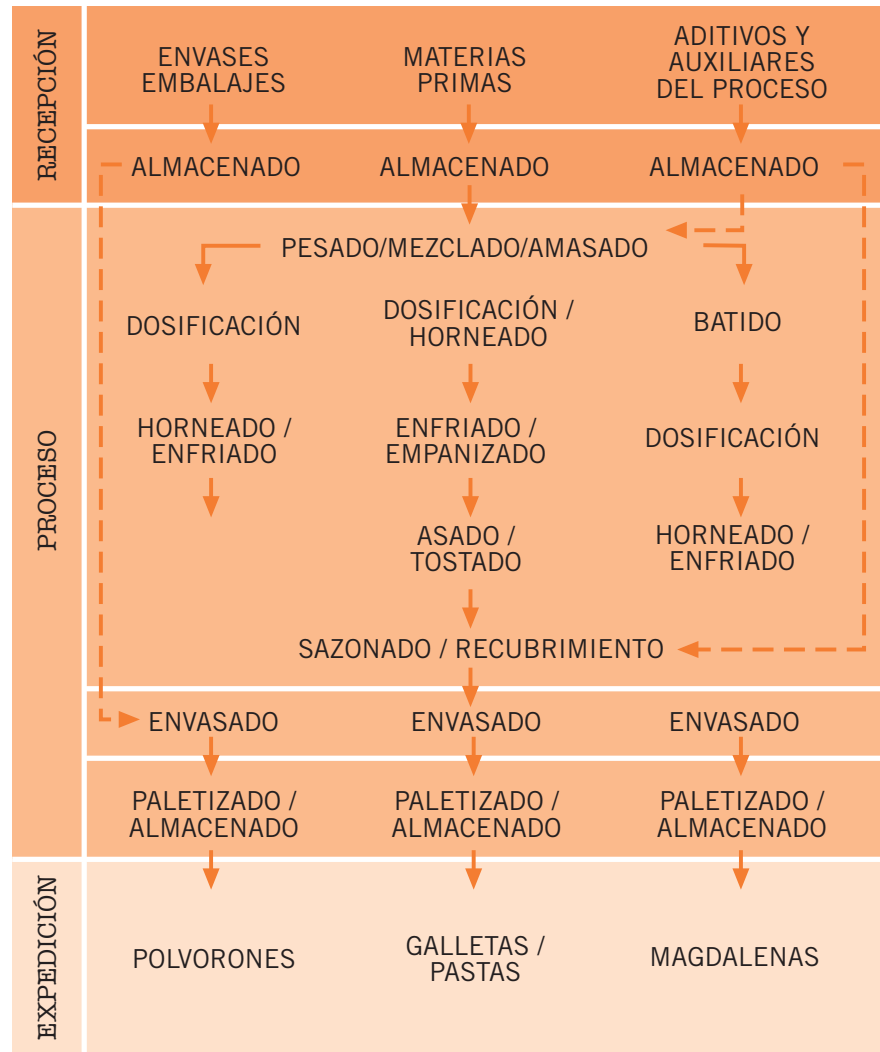 RECEPCIÓN
ENVASES
EMBALAJES
MATERIAS
PRIMAS
ADITIVOS Y
AUXILIARES
DEL PROCESO
ALMACENADO
ALMACENADO
ALMACENADO
PROCESO
PESADO/MEZCLADO/AMASADO
DOSIFICACIÓN
DOSIFICACIÓN /
HORNEADO
BATIDO
HORNEADO /
ENFRIADO
ENFRIADO /
EMPANIZADO
DOSIFICACIÓN
ASADO /
TOSTADO
HORNEADO /
ENFRIADO
SAZONADO / RECUBRIMIENTO
ENVASADO
ENVASADO
ENVASADO
PALETIZADO /
ALMACENADO
PALETIZADO /
ALMACENADO
PALETIZADO /
ALMACENADO
EXPEDICIÓN
POLVORONES
GALLETAS /
PASTAS
MAGDALENAS